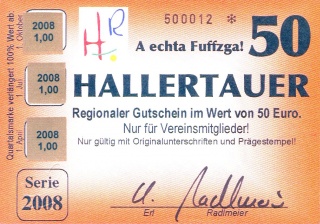 500012 *
H R
A echta Fuffzga! 50
HALLERTAUER
Regionaler Gutschein im Wert von 50 Euro.
Nur für Vereinsmitglieder!
Nur gültig mit Originalunterschriften und Prägestempel!
Quartalsmarke verlängert! 100% Wert ab:
1. Oktober
2008
1,00
1. Juli
2008
1,00
1. April
2008
1,00
Serie
2008
Erl Radlmeier